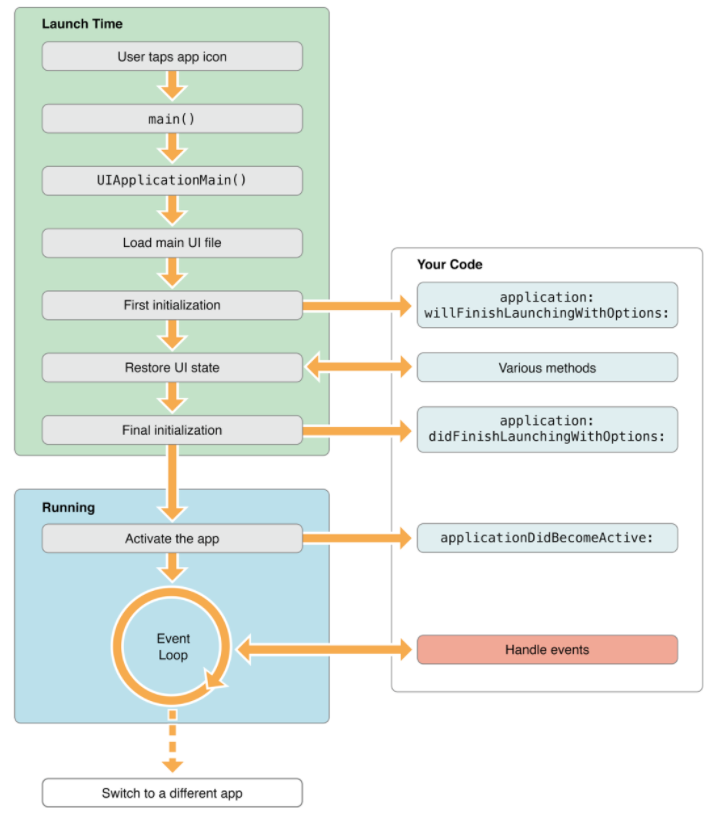 Launch Time
User taps app icon
main()
UIApplicationMain()
Load main UI file
First initialization
Restore UI state
Final initialization
Your Code
application:
willFinishLaunchingWithOptions:
Various methods
application:
didFinishLaunchingWithOptions:
Running
Activate the app
applicationDidBecomeActive:
Event
Loop
Handle events
Switch to a different app